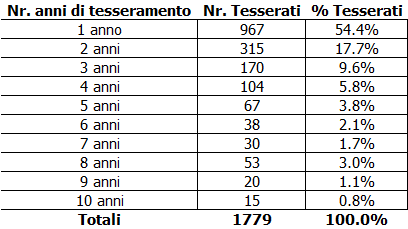 Nr. anni di tesseramento Nr. Tesserati % Tesserati
1 anno 967 54.4%
2 anni 315 17.7%
3 anni 170 9.6%
4 anni 104 5.8%
5 anni 67 3.8%
6 anni 38 2.1%
7 anni 30 1.7%
8 anni 53 3.0%
9 anni 20 1.1%
10 anni 15 0.8%
Totali 1779 100.0%